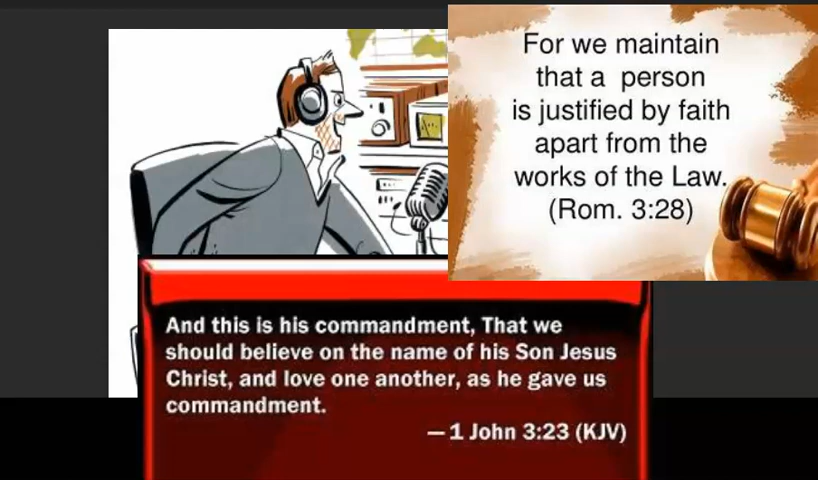 For we maintain
that a person
is justified by faith
apart from the
works of the Law.
(Rom. 3:28)
And this is his commandment, That we
should believe on the name of his Son Jesus
Christ, and love one another, as he gave us
commandment.
— 1 John 3:23 (KJV)